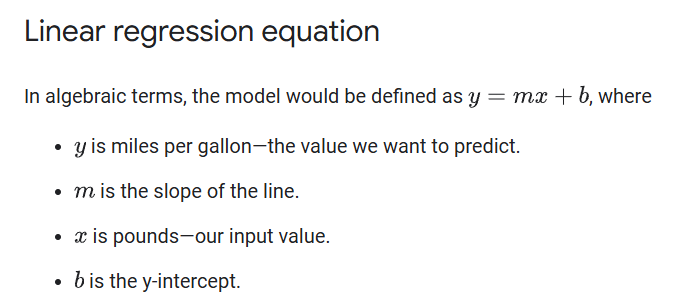 Linear regression equation
In algebraic terms, the model would be defined as y = mx + b, where
• y is miles per gallon—the value we want to predict.
• m is the slope of the line.
• x is pounds—our input value.
• b is the y-intercept.